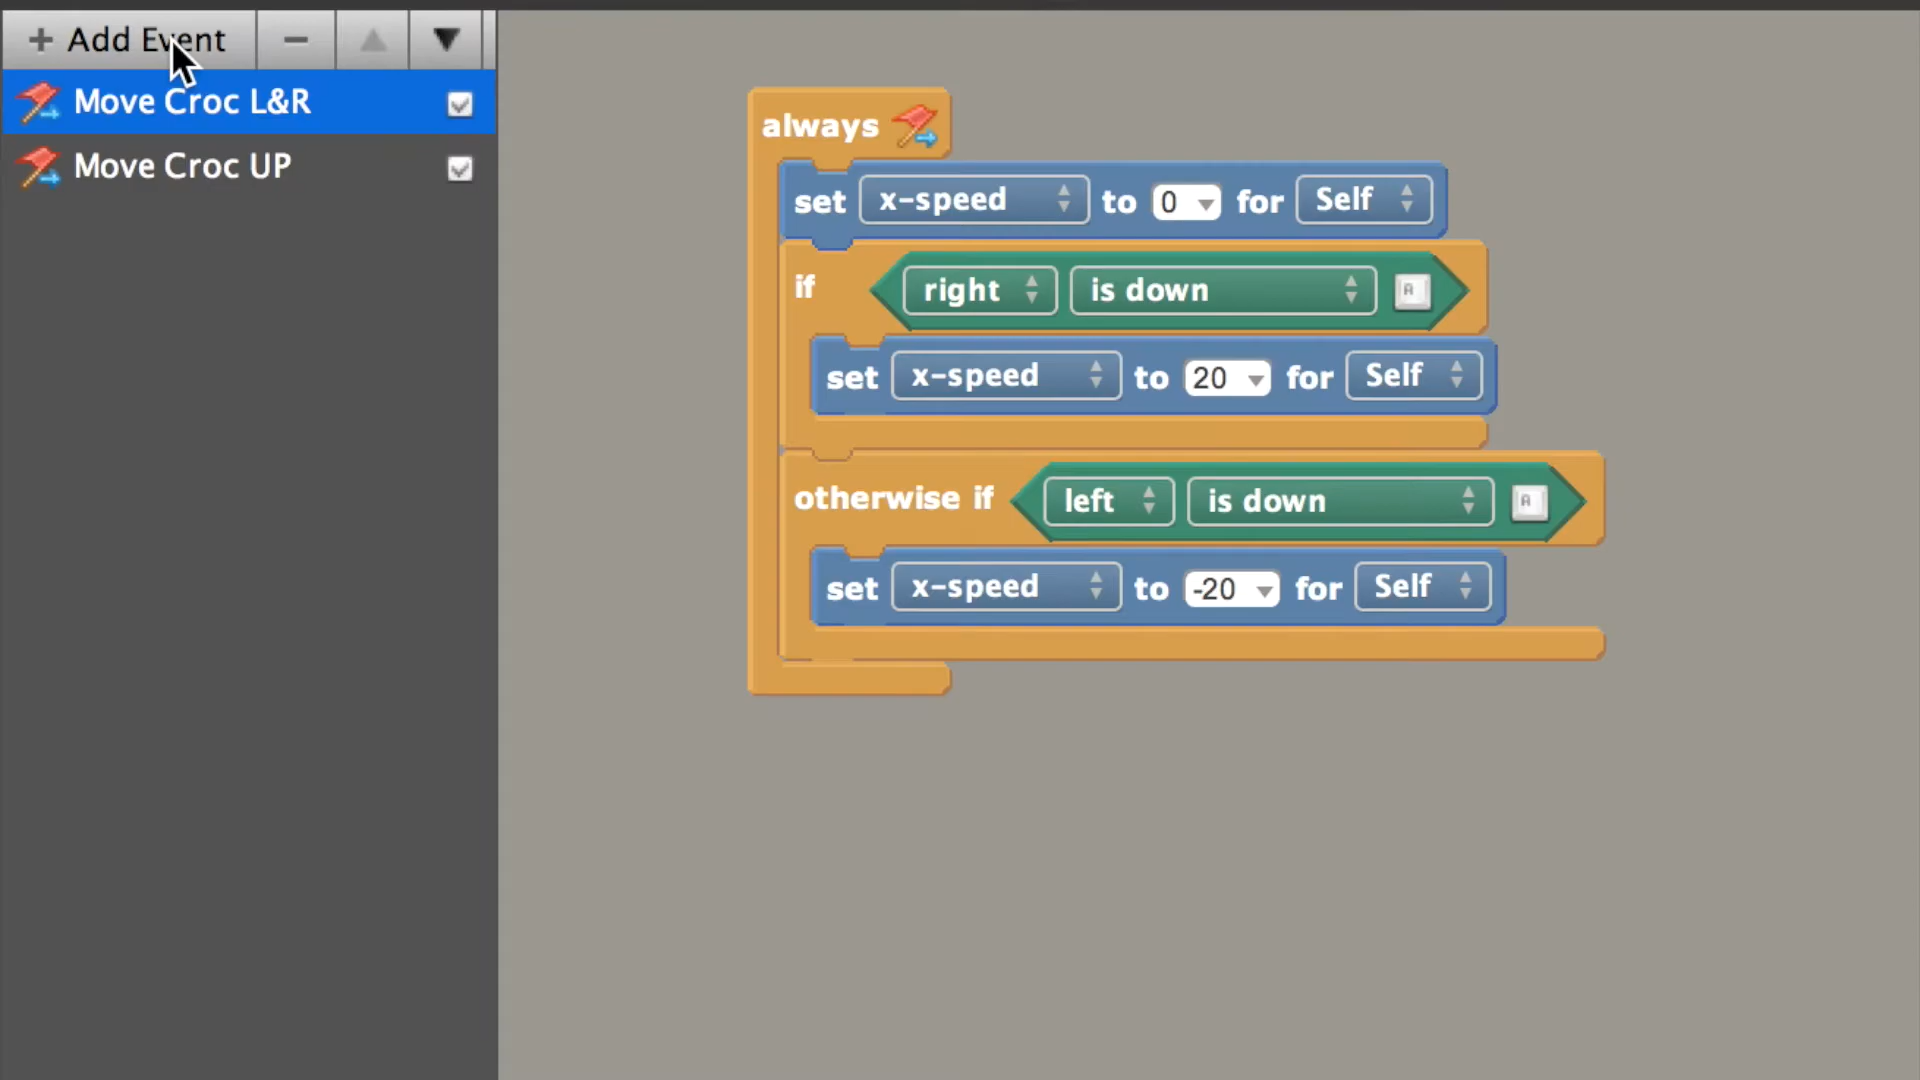 + Add Event −
Move Croc L&R
Move Croc UP
always
set x-speed to 0 for Self
if right is down A
set x-speed to 20 for Self
otherwise if left is down A
set x-speed to -20 for Self